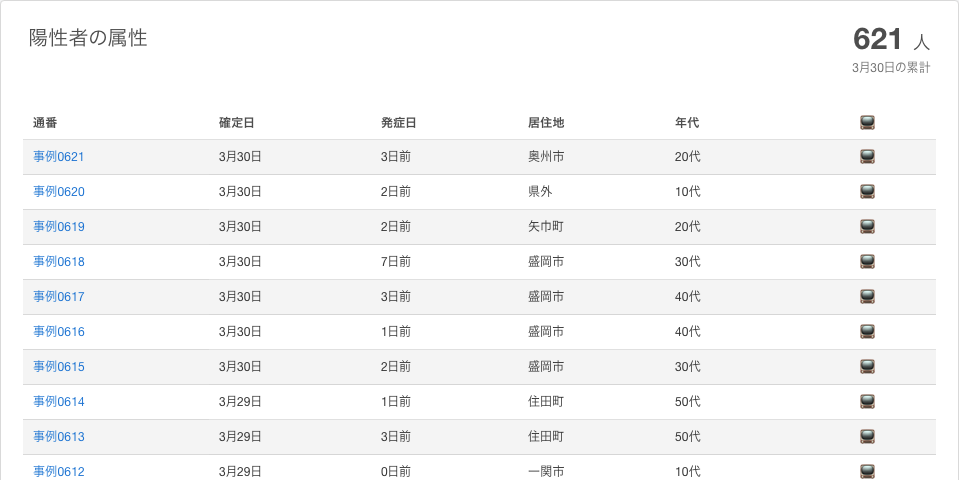 陽性者の属性
621 人
3月30日の累計
通番 確定日 発症日 居住地 年代
事例0621 3月30日 3日前 奥州市 20代
事例0620 3月30日 2日前 県外 10代
事例0619 3月30日 2日前 矢巾町 20代
事例0618 3月30日 7日前 盛岡市 30代
事例0617 3月30日 3日前 盛岡市 40代
事例0616 3月30日 1日前 盛岡市 40代
事例0615 3月30日 2日前 盛岡市 30代
事例0614 3月29日 1日前 住田町 50代
事例0613 3月29日 3日前 住田町 50代
事例0612 3月29日 0日前 一関市 10代